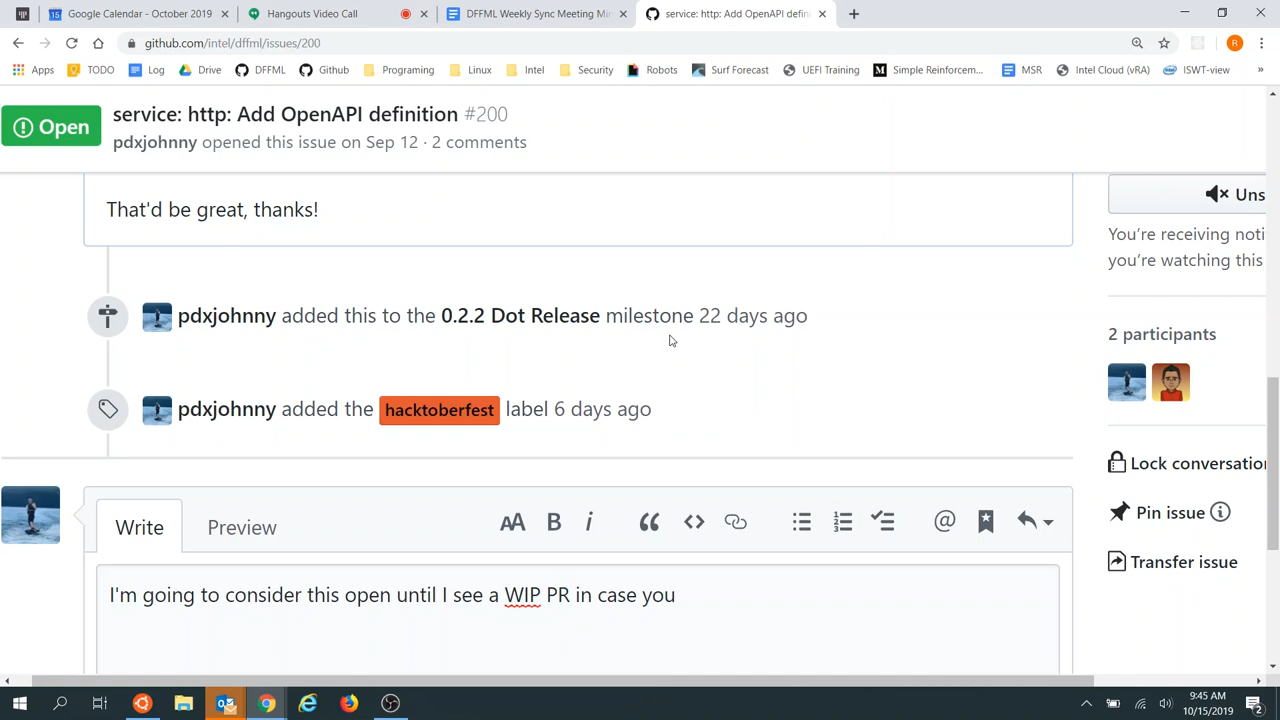 Google Calendar - October 2019
Hangouts Video Call
DFFML Weekly Sync Meeting Min
service: http: Add OpenAPI defin
github.com/intel/dffml/issues/200
R
Apps
TODO
Log
Drive
DFFML
Github
Programing
Linux
Intel
Security
Robots
Surf Forecast
UEFI Training
Simple Reinforcem...
MSR
Intel Cloud (vRA)
ISWT-view
»
Open
service: http: Add OpenAPI definition #200
pdxjohnny opened this issue on Sep 12 · 2 comments
That'd be great, thanks!
Uns
You're receiving noti
you're watching this
pdxjohnny added this to the 0.2.2 Dot Release milestone 22 days ago
2 participants
pdxjohnny added the hacktoberfest label 6 days ago
Lock conversation
Pin issue
Transfer issue
Write
Preview
I'm going to consider this open until I see a WIP PR in case you
9:45 AM
10/15/2019
2